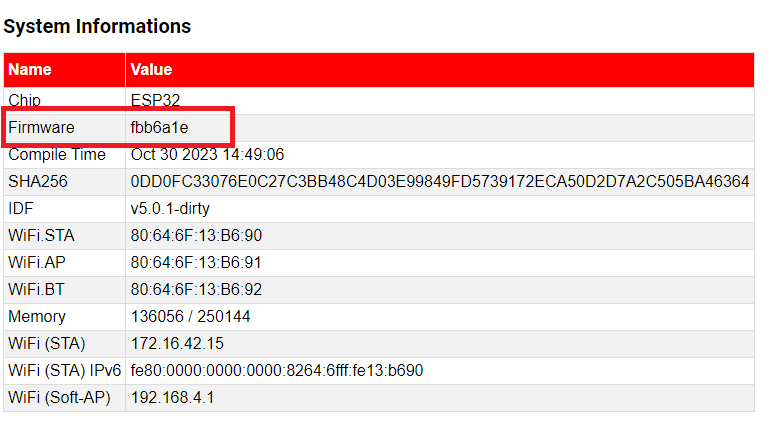 System Informations
Name Value
Chip ESP32
Firmware fbb6a1e
Compile Time Oct 30 2023 14:49:06
SHA256 0DD0FC33076E0C27C3BB48C4D03E99849FD5739172ECA50D2D7A2C505BA46364
IDF v5.0.1-dirty
WiFi.STA 80:64:6F:13:B6:90
WiFi.AP 80:64:6F:13:B6:91
WiFi.BT 80:64:6F:13:B6:92
Memory 136056 / 250144
WiFi (STA) 172.16.42.15
WiFi (STA) IPv6 fe80:0000:0000:0000:8264:6fff:fe13:b690
WiFi (Soft-AP) 192.168.4.1